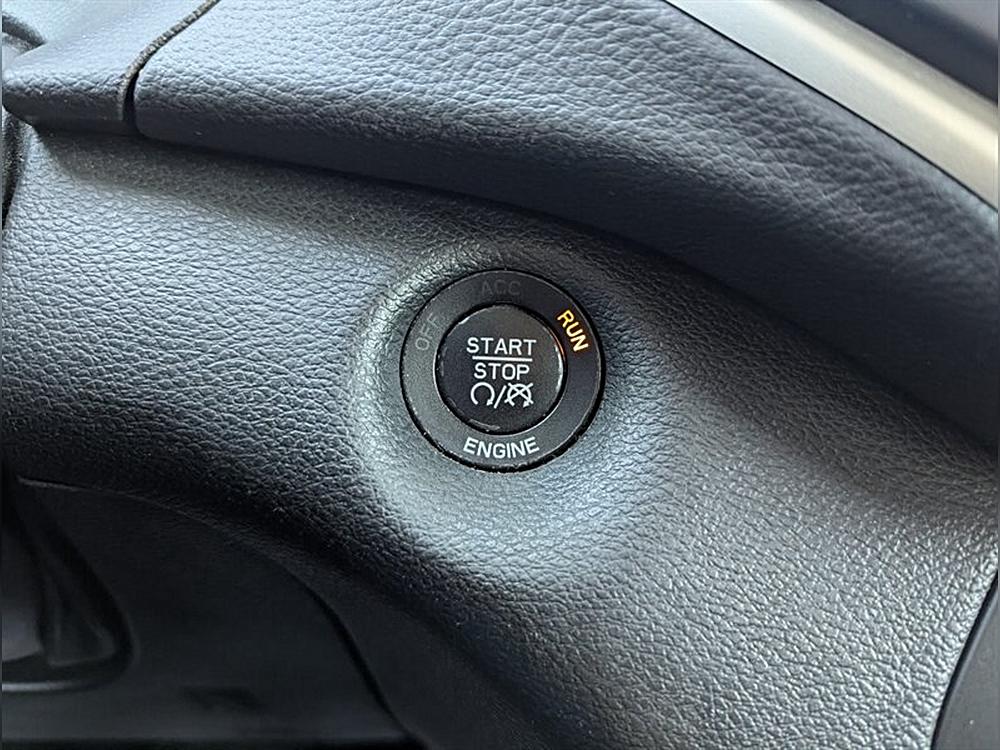 ACC
OFF
RUN
START
STOP
ENGINE